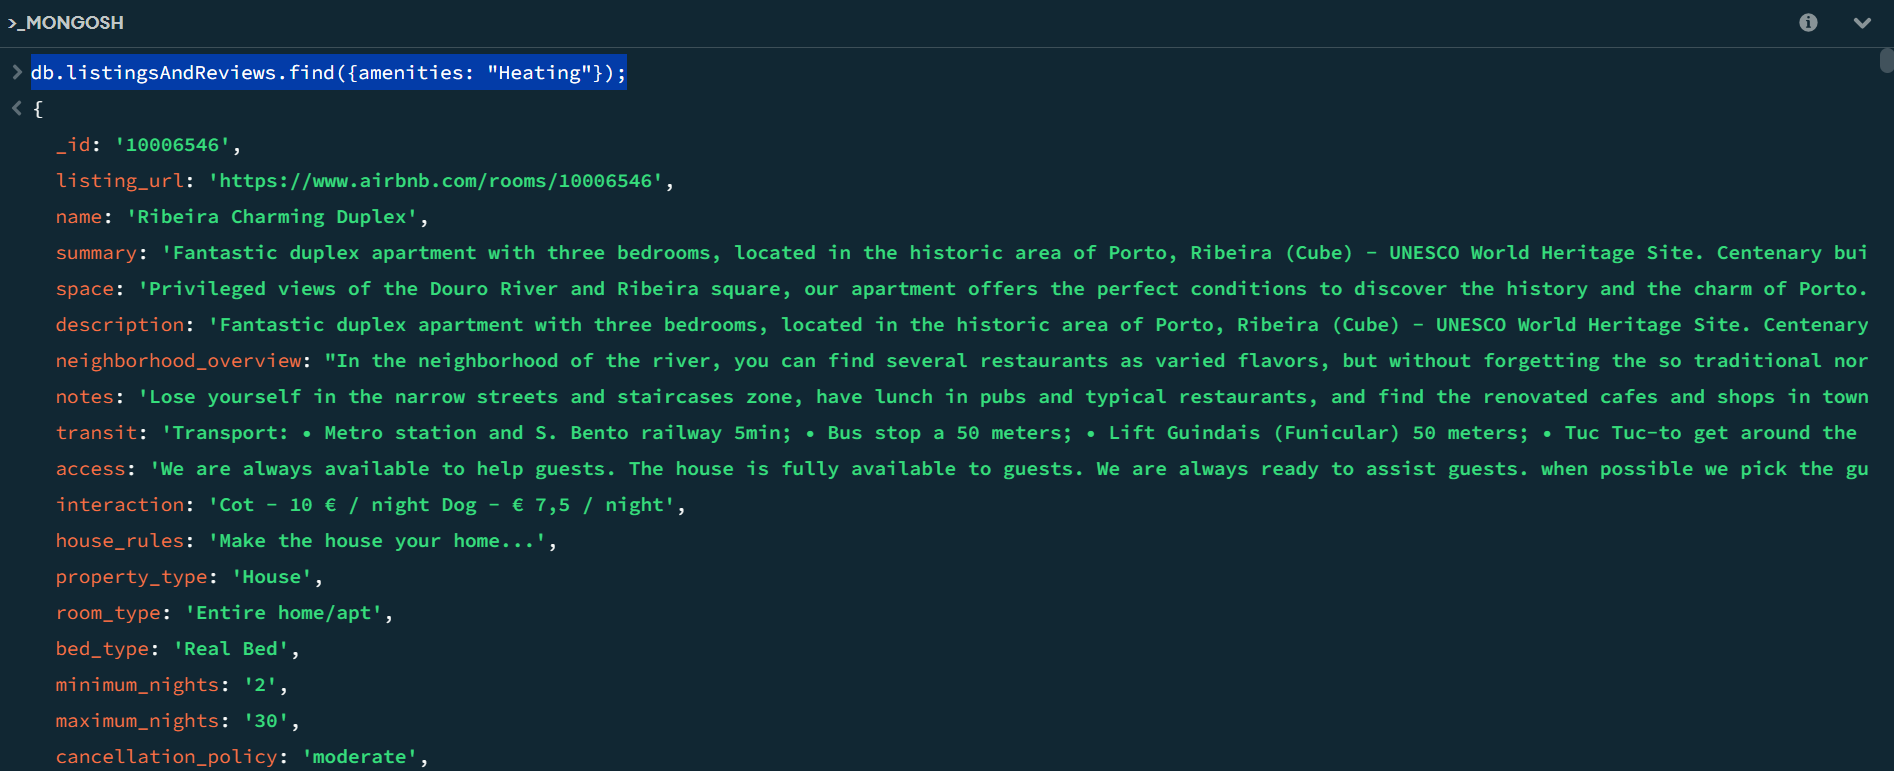 >_MONGOSH
> db.listingsAndReviews.find({amenities: "Heating"});
< {
_id: '10006546',
listing_url: 'https://www.airbnb.com/rooms/10006546',
name: 'Ribeira Charming Duplex',
summary: 'Fantastic duplex apartment with three bedrooms, located in the historic area of Porto, Ribeira (Cube) - UNESCO World Heritage Site. Centenary bui
space: 'Privileged views of the Douro River and Ribeira square, our apartment offers the perfect conditions to discover the history and the charm of Porto.
description: 'Fantastic duplex apartment with three bedrooms, located in the historic area of Porto, Ribeira (Cube) - UNESCO World Heritage Site. Centenary
neighborhood_overview: "In the neighborhood of the river, you can find several restaurants as varied flavors, but without forgetting the so traditional nor
notes: 'Lose yourself in the narrow streets and staircases zone, have lunch in pubs and typical restaurants, and find the renovated cafes and shops in town
transit: 'Transport: • Metro station and S. Bento railway 5min; • Bus stop a 50 meters; • Lift Guindais (Funicular) 50 meters; • Tuc Tuc-to get around the
access: 'We are always available to help guests. The house is fully available to guests. We are always ready to assist guests. when possible we pick the gu
interaction: 'Cot - 10 € / night Dog - € 7,5 / night',
house_rules: 'Make the house your home...',
property_type: 'House',
room_type: 'Entire home/apt',
bed_type: 'Real Bed',
minimum_nights: '2',
maximum_nights: '30',
cancellation_policy: 'moderate',